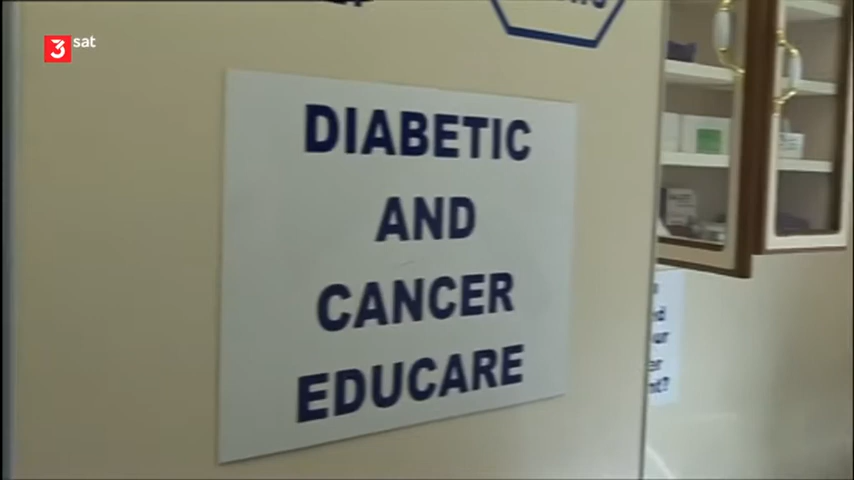 3sat
DIABETIC
AND
CANCER
EDUCARE